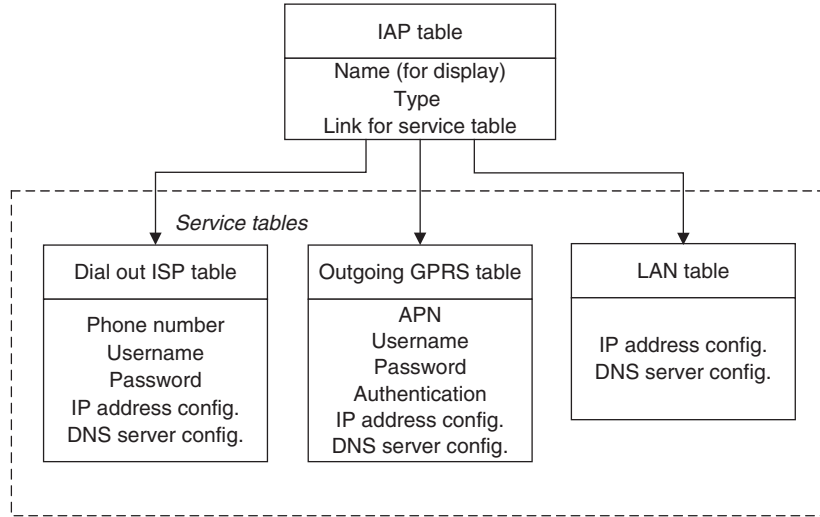 IAP table
Name (for display)
Type
Link for service table
Service tables
Dial out ISP table
Phone number
Username
Password
IP address config.
DNS server config.
Outgoing GPRS table
APN
Username
Password
Authentication
IP address config.
DNS server config.
LAN table
IP address config.
DNS server config.